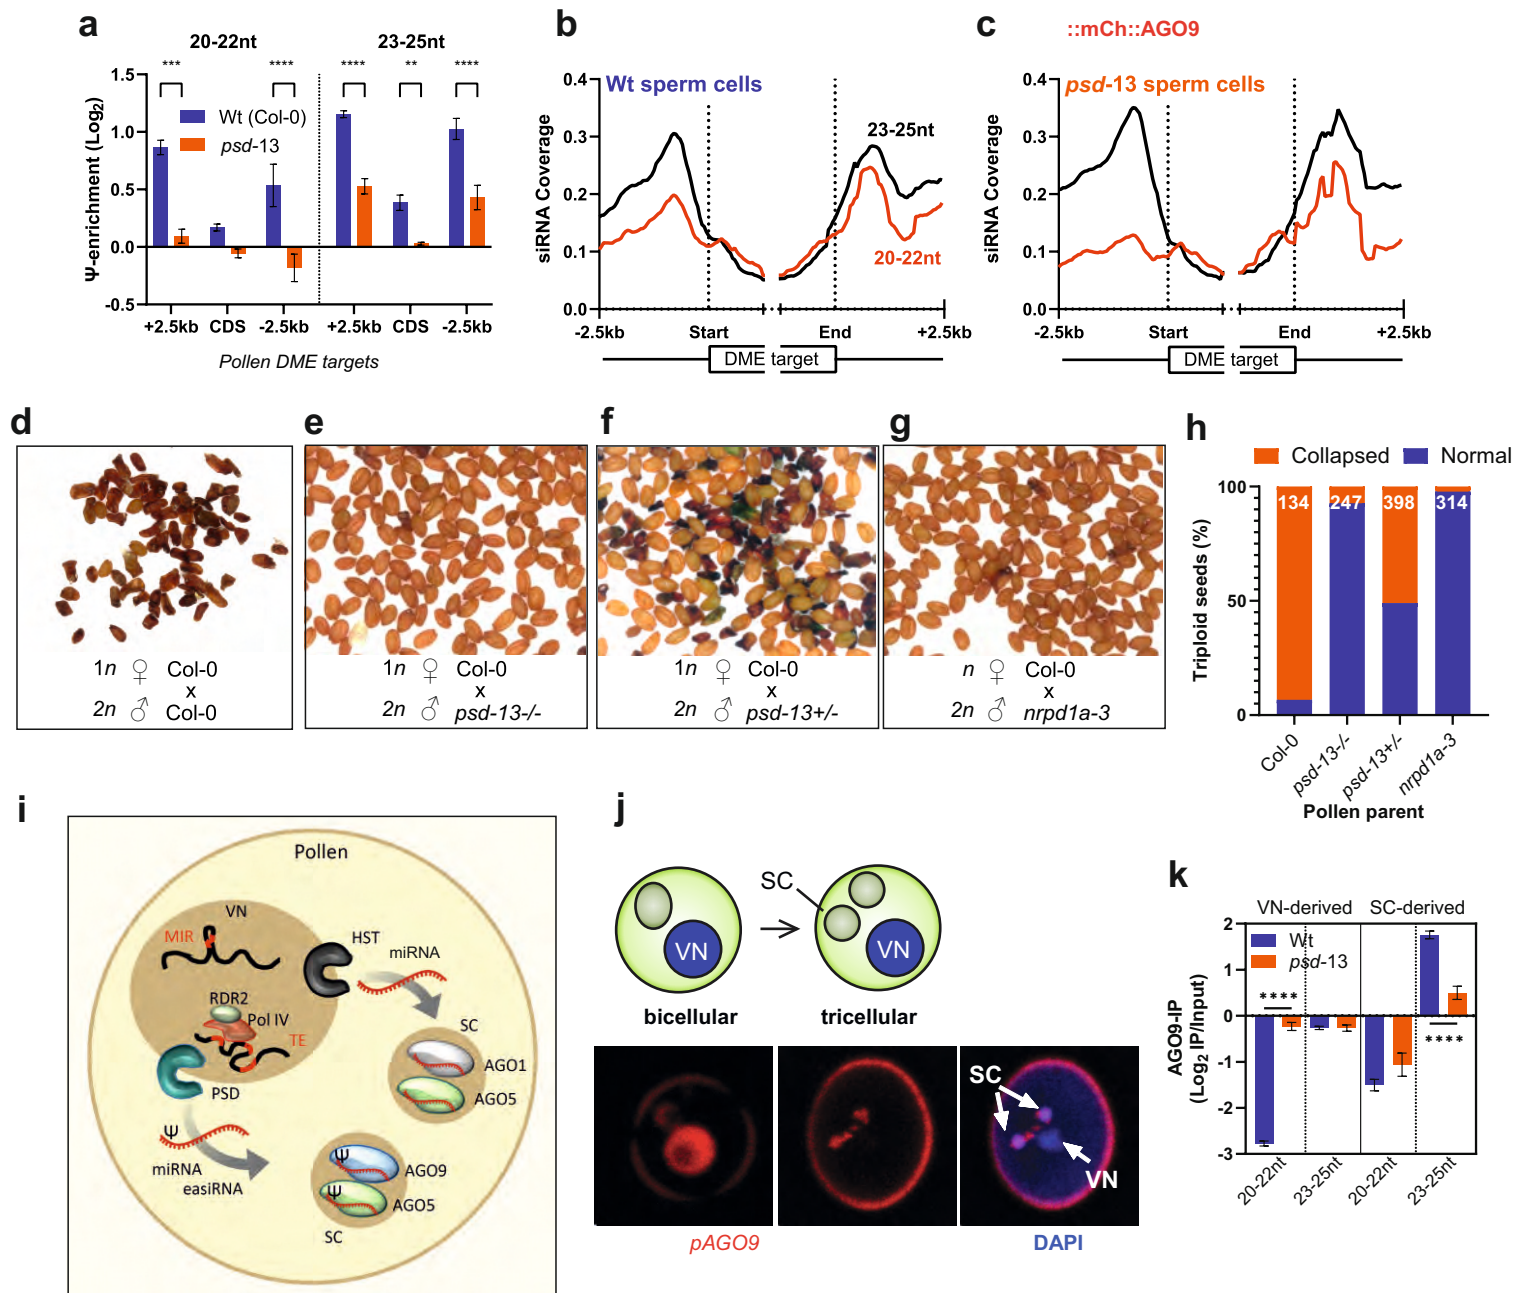 a
20-22nt
23-25nt
***
****
****
**
****
Wt (Col-0)
psd-13
Ψ-enrichment (Log2)
1.5
1.0
0.5
0.0
-0.5
+2.5kb
CDS
-2.5kb
+2.5kb
CDS
-2.5kb
Pollen DME targets
b
Wt sperm cells
siRNA Coverage
0.4
0.3
0.2
0.1
0.0
23-25nt
20-22nt
-2.5kb
Start
End
+2.5kb
DME target
c
::mCh::AGO9
psd-13 sperm cells
siRNA Coverage
0.4
0.3
0.2
0.1
0.0
-2.5kb
Start
End
+2.5kb
DME target
d
1n ♀ Col-0
x
2n ♂ Col-0
e
1n ♀ Col-0
x
2n ♂ psd-13-/-
f
1n ♀ Col-0
x
2n ♂ psd-13+/-
g
n ♀ Col-0
x
2n ♂ nrpd1a-3
h
Collapsed
Normal
Triploid seeds (%)
100
50
0
134
247
398
314
Col-0
psd-13-/-
psd-13+/-
nrpd1a-3
Pollen parent
i
Pollen
VN
MIR
HST
miRNA
RDR2
Pol IV
TE
SC
AGO1
AGO5
PSD
Ψ
miRNA
easiRNA
Ψ
AGO9
Ψ
AGO5
SC
j
SC
VN
VN
bicellular
tricellular
SC
VN
pAGO9
DAPI
k
VN-derived
SC-derived
Wt
psd-13
****
****
AGO9-IP
(Log2 IP/Input)
2
1
0
-1
-2
-3
20-22nt
23-25nt
20-22nt
23-25nt